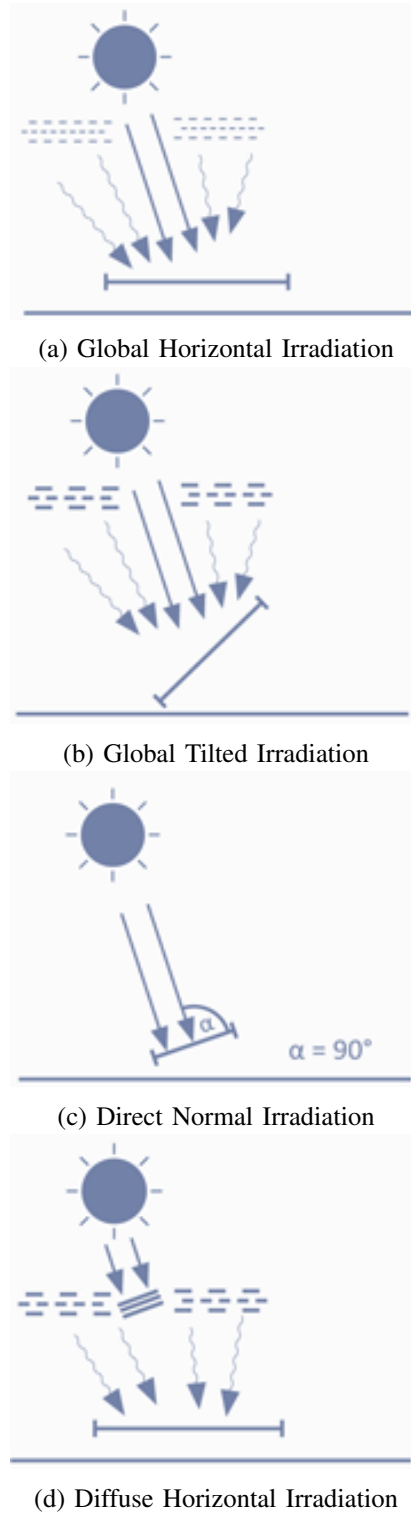 (a) Global Horizontal Irradiation
(b) Global Tilted Irradiation
α
α = 90°
(c) Direct Normal Irradiation
(d) Diffuse Horizontal Irradiation